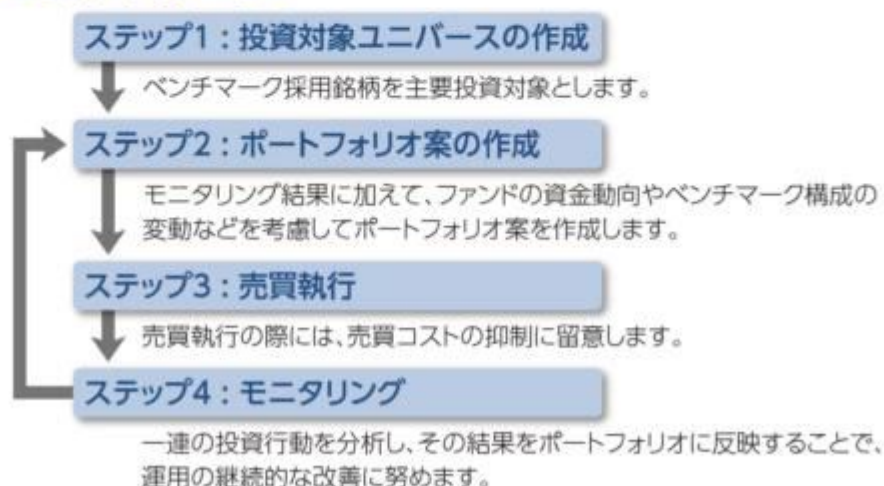 ステップ1：投資対象ユニバースの作成
ベンチマーク採用銘柄を主要投資対象とします。
ステップ2：ポートフォリオ案の作成
モニタリング結果に加えて、ファンドの資金動向やベンチマーク構成の
変動などを考慮してポートフォリオ案を作成します。
ステップ3：売買執行
売買執行の際には、売買コストの抑制に留意します。
ステップ4：モニタリング
一連の投資行動を分析し、その結果をポートフォリオに反映することで、
運用の継続的な改善に努めます。